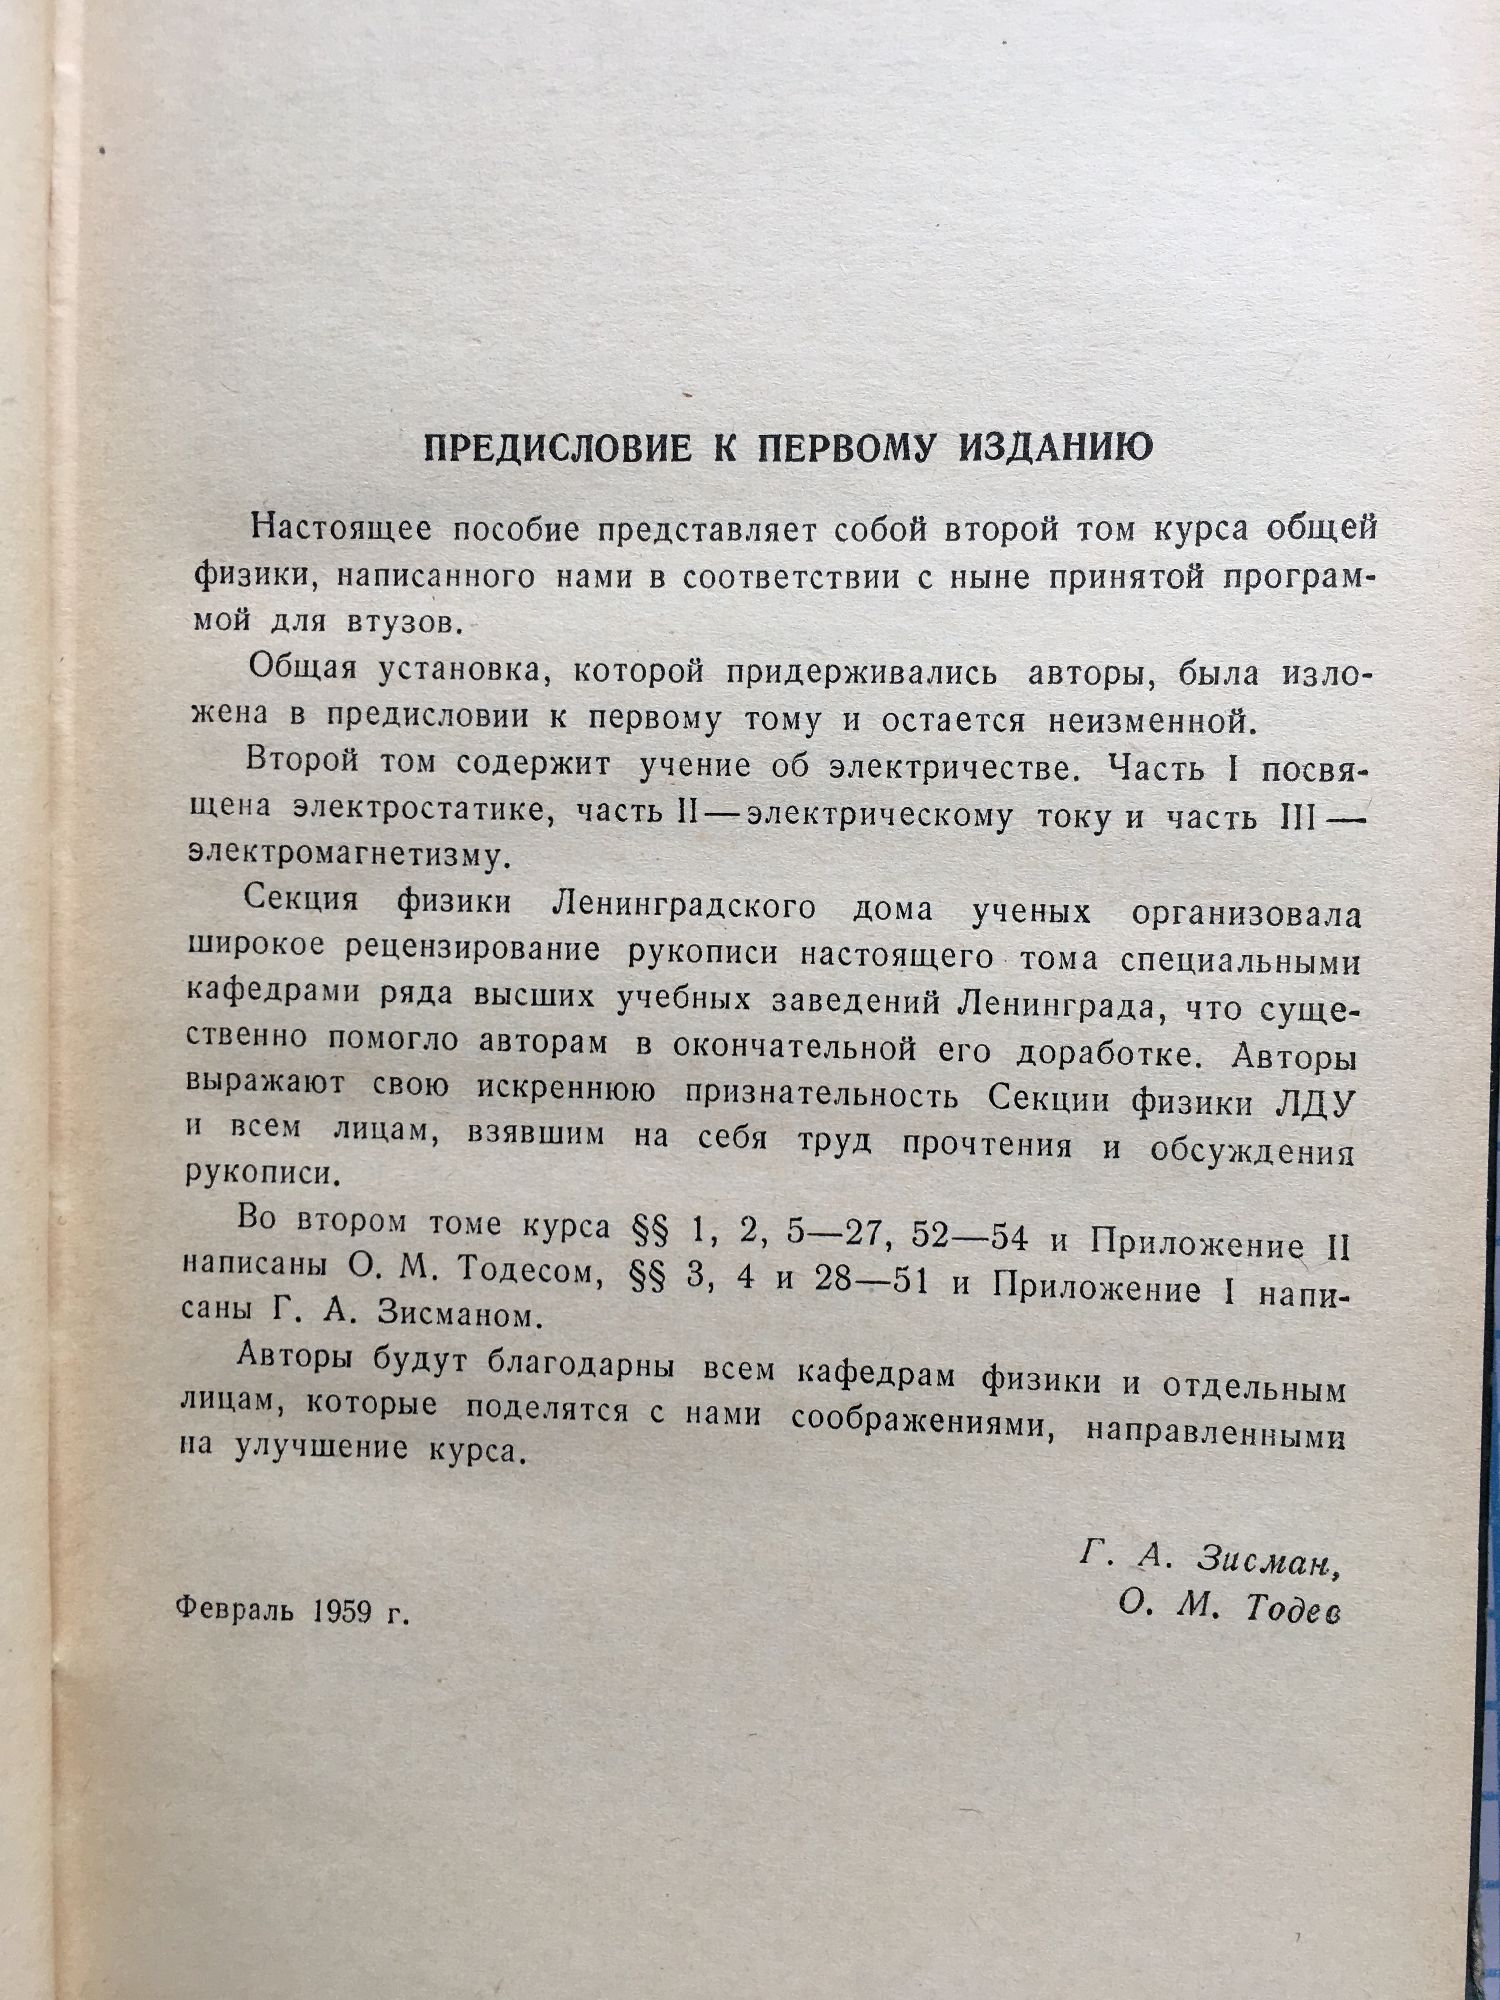 ПРЕДИСЛОВИЕ К ПЕРВОМУ ИЗДАНИЮ
Настоящее пособие представляет собой второй том курса общей
физики, написанного нами в соответствии с ныне принятой програм-
мой для втузов.
Общая установка, которой придерживались авторы, была изло-
жена в предисловии к первому тому и остается неизменной.
Второй том содержит учение об электричестве. Часть I посвя-
щена электростатике, часть II—электрическому току и часть III—
электромагнетизму.
Секция физики Ленинградского дома ученых организовала
широкое рецензирование рукописи настоящего тома специальными
кафедрами ряда высших учебных заведений Ленинграда, что суще-
ственно помогло авторам в окончательной его доработке. Авторы
выражают свою искреннюю признательность Секции физики ЛДУ
и всем лицам, взявшим на себя труд прочтения и обсуждения
рукописи.
Во втором томе курса §§ 1, 2, 5—27, 52—54 и Приложение II
написаны О. М. Тодесом, §§ 3, 4 и 28—51 и Приложение I напи-
саны Г. А. Зисманом.
Авторы будут благодарны всем кафедрам физики и отдельным
лицам, которые поделятся с нами соображениями, направленными
на улучшение курса.
Г. А. Зисман,
О. М. Тодев
Февраль 1959 г.